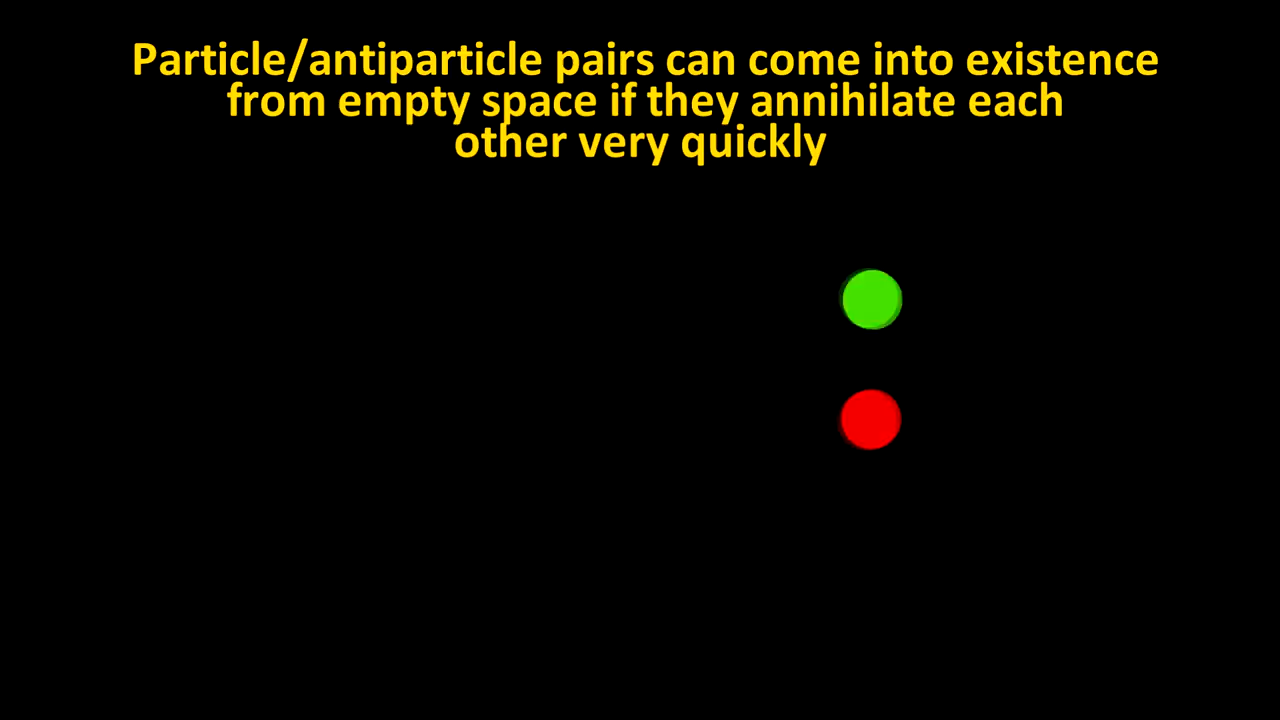 Particle/antiparticle pairs can come into existence
from empty space if they annihilate each
other very quickly